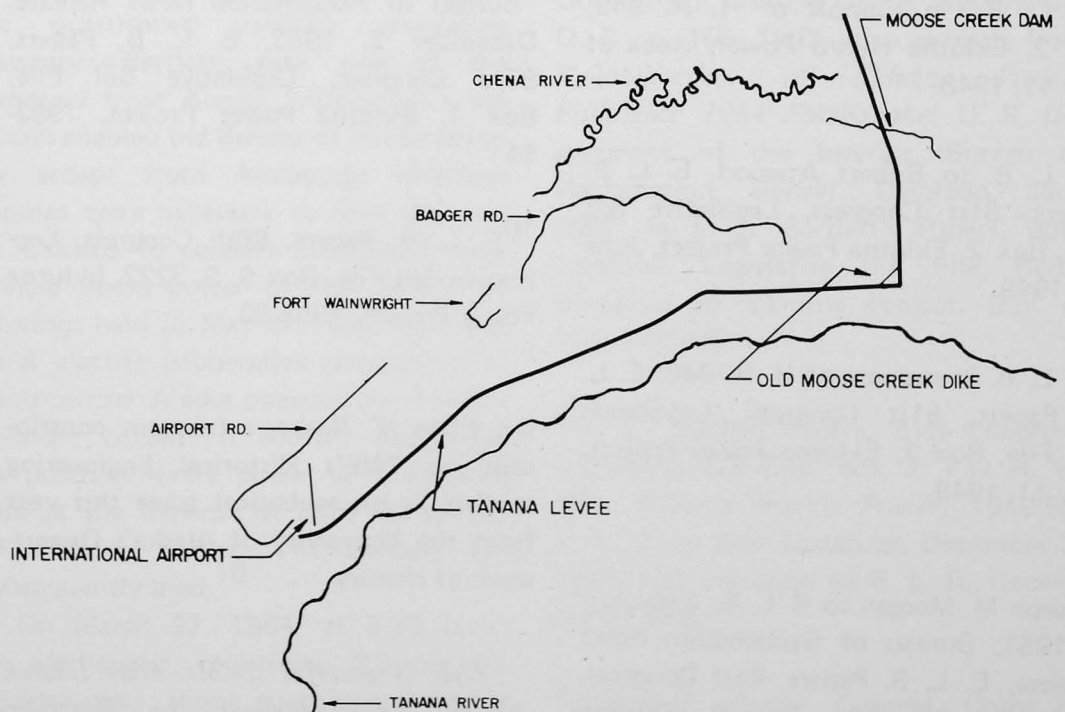 MOOSE CREEK DAM
CHENA RIVER
BADGER RD.
FORT WAINWRIGHT
OLD MOOSE CREEK DIKE
AIRPORT RD.
TANANA LEVEE
INTERNATIONAL AIRPORT
TANANA RIVER